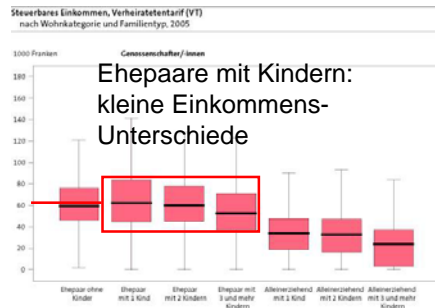 Steuerbares Einkommen, Verheiratetentarif (VT)
nach Wohnkategorie und Familientyp, 2005
1000 Franken
Genossenschafter/-innen
Ehepaare mit Kindern:
kleine Einkommens-
Unterschiede
180
160
140
120
100
80
60
40
20
0
Ehepaar ohne Kinder
Ehepaar mit 1 Kind
Ehepaar mit 2 Kindern
Ehepaar mit 3 und mehr Kindern
Alleinerziehend mit 1 Kind
Alleinerziehend mit 2 Kindern
Alleinerziehend mit 3 und mehr Kindern